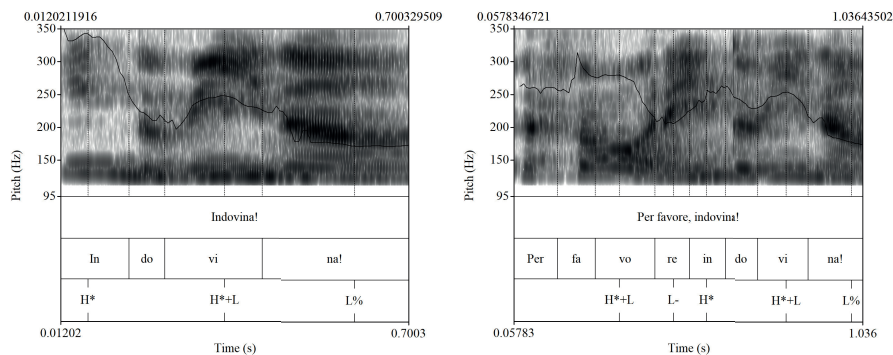 0.0120211916 0.700329509
350
300
250
200
150
95
Pitch (Hz)
Indovina!
In do vi na!
H* H*+L L%
0.01202 0.7003
Time (s)
0.0578346721 1.03643502
350
300
250
200
150
95
Pitch (Hz)
Per favore, indovina!
Per fa vo re in do vi na!
H*+L L- H* H*+L L%
0.05783 1.036
Time (s)